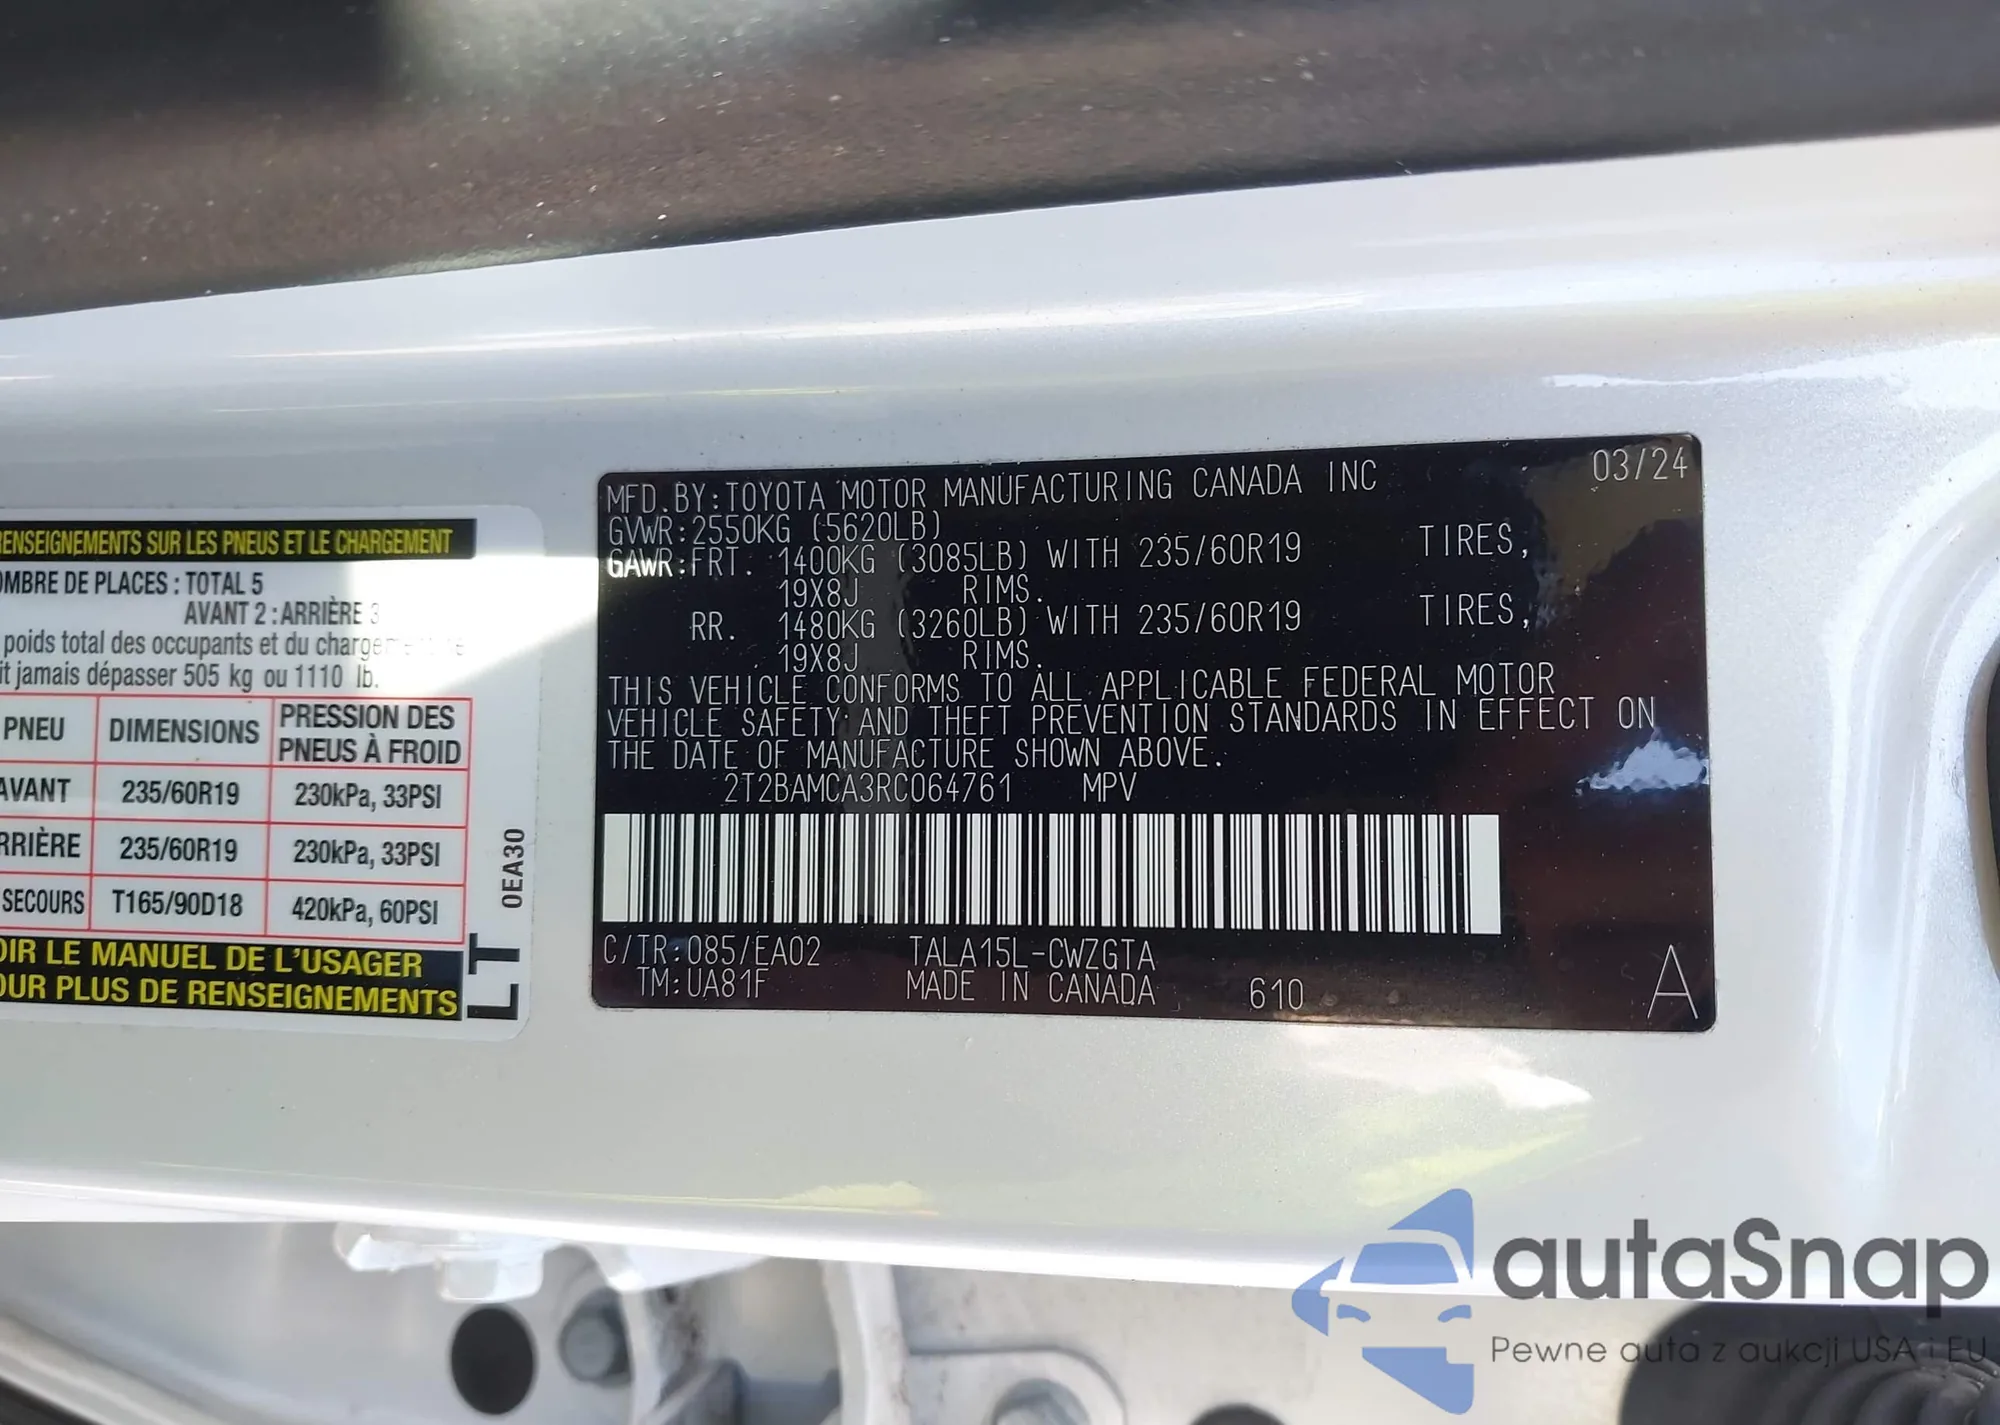 RENSEIGNEMENTS SUR LES PNEUS ET LE CHARGEMENT
OMBRE DE PLACES : TOTAL 5
AVANT 2 : ARRIÈRE 3
poids total des occupants et du
it jamais dépasser 505 kg ou 1110 lb.
PNEU DIMENSIONS PRESSION DES PNEUS À FROID
AVANT 235/60R19 230kPa, 33PSI
RRIÈRE 235/60R19 230kPa, 33PSI
SECOURS T165/90D18 420kPa, 60PSI
OIR LE MANUEL DE L'USAGER
OUR PLUS DE RENSEIGNEMENTS
0EA30
LT
MFD.BY:TOYOTA MOTOR MANUFACTURING CANADA INC 03/24
GVWR:2550KG (5620LB)
GAWR:FRT. 1400KG (3085LB) WITH 235/60R19 TIRES,
19X8J RIMS.
RR. 1480KG (3260LB) WITH 235/60R19 TIRES,
19X8J RIMS.
THIS VEHICLE CONFORMS TO ALL APPLICABLE FEDERAL MOTOR
VEHICLE SAFETY AND THEFT PREVENTION STANDARDS IN EFFECT ON
THE DATE OF MANUFACTURE SHOWN ABOVE.
2T2BAMCA3RC064761 MPV
C/TR:085/EA02 TALA15L-CWZGTA
TM:UA81F MADE IN CANADA 610 A
autaSnap
Pewne auta z aukcji USA i EU